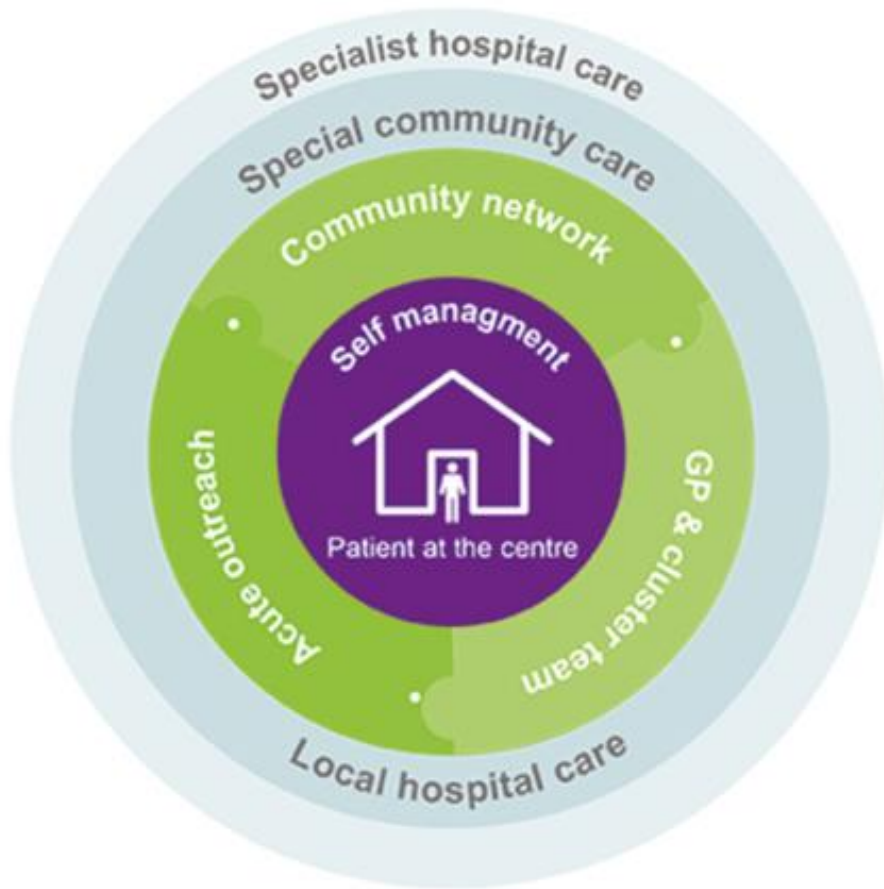 Specialist hospital care
Special community care
Community network
Self managment
Patient at the centre
Acute outreach
GP & cluster team
Local hospital care